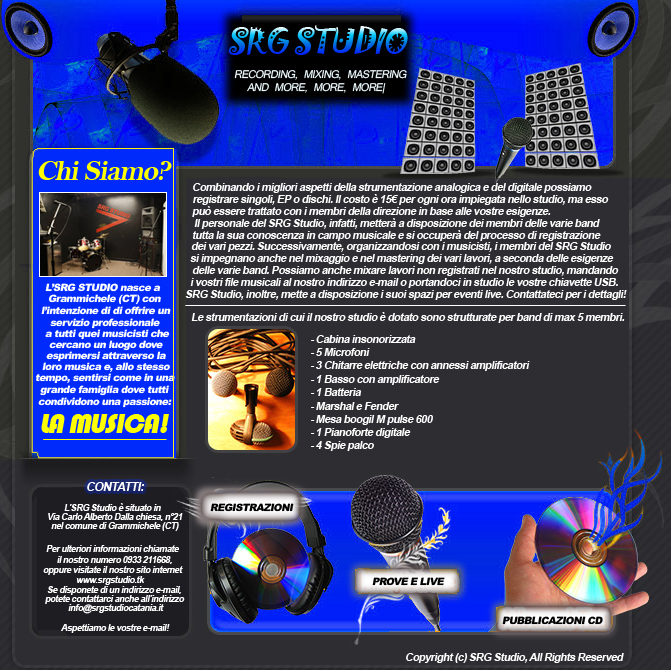 SRG STUDIO
RECORDING, MIXING, MASTERING
AND MORE, MORE, MORE|
Chi Siamo?
L'SRG STUDIO nasce a
Grammichele (CT) con
l'intenzione di di offrire un
servizio professionale
a tutti quei musicisti che
cercano un luogo dove
esprimersi attraverso la
loro musica e, allo stesso
tempo, sentirsi come in una
grande famiglia dove tutti
condividono una passione:
LA MUSICA!
Combinando i migliori aspetti della strumentazione analogica e del digitale possiamo
registrare singoli, EP o dischi. Il costo è 15€ per ogni ora impiegata nello studio, ma esso
può essere trattato con i membri della direzione in base alle vostre esigenze.
Il personale del SRG Studio, infatti, metterà a disposizione dei membri delle varie band
tutta la sua conoscenza in campo musicale e si occuperà del processo di registrazione
dei vari pezzi. Successivamente, organizzandosi con i musicisti, i membri del SRG Studio
si impegnano anche nel mixaggio e nel mastering dei vari lavori, a seconda delle esigenze
delle varie band. Possiamo anche mixare lavori non registrati nel nostro studio, mandando
i vostri file musicali al nostro indirizzo e-mail o portandoci in studio le vostre chiavette USB.
SRG Studio, inoltre, mette a disposizione i suoi spazi per eventi live. Contattateci per i dettagli!
Le strumentazioni di cui il nostro studio è dotato sono strutturate per band di max 5 membri.
- Cabina insonorizzata
- 5 Microfoni
- 3 Chitarre elettriche con annessi amplificatori
- 1 Basso con amplificatore
- 1 Batteria
- Marshal e Fender
- Mesa boogil M pulse 600
- 1 Pianoforte digitale
- 4 Spie palco
CONTATTI:
L'SRG Studio è situato in
Via Carlo Alberto Dalla chiesa, n°21
nel comune di Grammichele (CT)
Per ulteriori informazioni chiamate
il nostro numero 0933 211668,
oppure visitate il nostro sito internet
www.srgstudio.tk
Se disponete di un indirizzo e-mail,
potete contattarci anche all'indirizzo
info@srgstudiocatania.it
Aspettiamo le vostre e-mail!
REGISTRAZIONI
PROVE E LIVE
PUBBLICAZIONI CD
Copyright (c) SRG Studio, All Rights Reserved